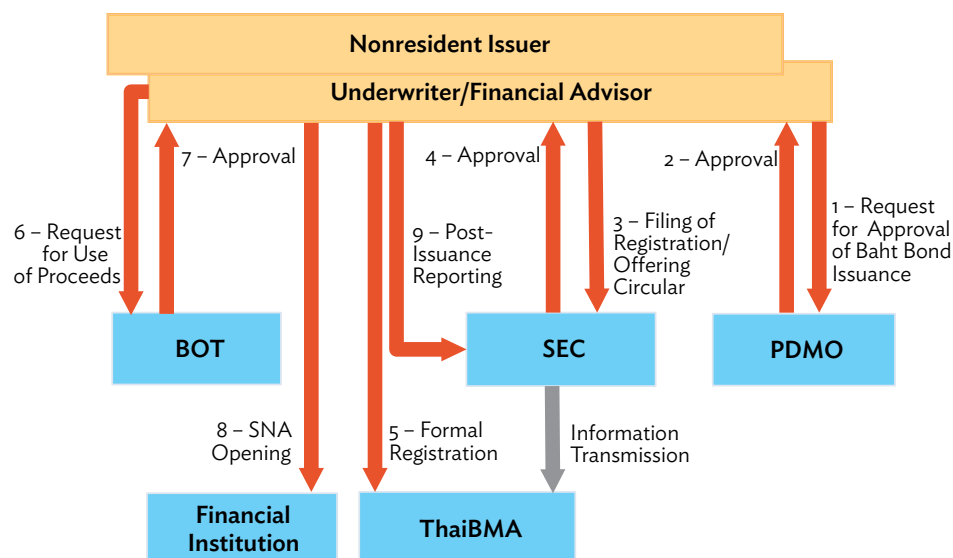 Nonresident Issuer
Underwriter/Financial Advisor
7 – Approval
4 – Approval
2 – Approval
6 – Request
for Use
of Proceeds
9 – Post-
Issuance
Reporting
3 – Filing of
Registration/
Offering
Circular
1 – Request
for Approval
of Baht Bond
Issuance
BOT
SEC
PDMO
8 – SNA
Opening
5 – Formal
Registration
Information
Transmission
Financial
Institution
ThaiBMA